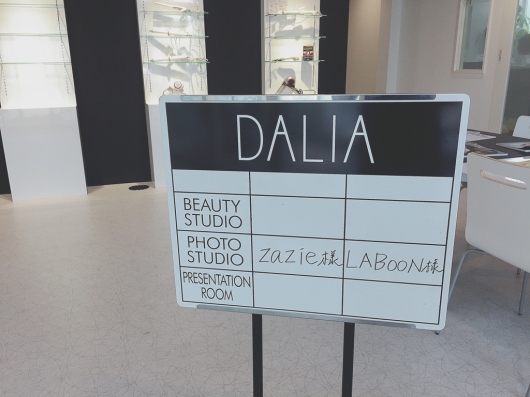 DALIA
BEAUTY
STUDIO
PHOTO
STUDIO
zazie様
LABOON様
PRESENTATION
ROOM